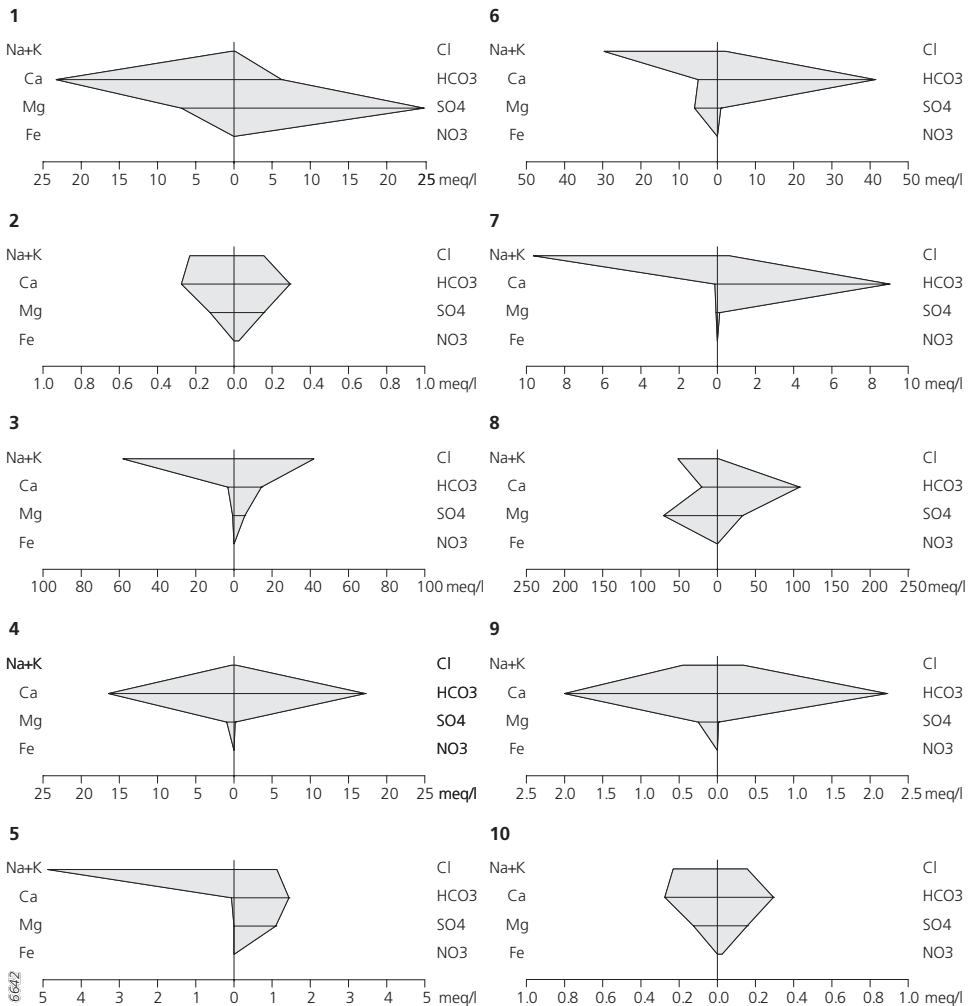 1
Na+K Cl
Ca HCO3
Mg SO4
Fe NO3
25 20 15 10 5 0 5 10 15 20 25 meq/l
2
Na+K Cl
Ca HCO3
Mg SO4
Fe NO3
1.0 0.8 0.6 0.4 0.2 0.0 0.2 0.4 0.6 0.8 1.0 meq/l
3
Na+K Cl
Ca HCO3
Mg SO4
Fe NO3
100 80 60 40 20 0 20 40 60 80 100 meq/l
4
Na+K Cl
Ca HCO3
Mg SO4
Fe NO3
25 20 15 10 5 0 5 10 15 20 25 meq/l
5
Na+K Cl
Ca HCO3
Mg SO4
Fe NO3
5 4 3 2 1 0 1 2 3 4 5 meq/l
6642
6
Na+K Cl
Ca HCO3
Mg SO4
Fe NO3
50 40 30 20 10 0 10 20 30 40 50 meq/l
7
Na+K Cl
Ca HCO3
Mg SO4
Fe NO3
10 8 6 4 2 0 2 4 6 8 10 meq/l
8
Na+K Cl
Ca HCO3
Mg SO4
Fe NO3
250 200 150 100 50 0 50 100 150 200 250 meq/l
9
Na+K Cl
Ca HCO3
Mg SO4
Fe NO3
2.5 2.0 1.5 1.0 0.5 0.0 0.5 1.0 1.5 2.0 2.5 meq/l
10
Na+K Cl
Ca HCO3
Mg SO4
Fe NO3
1.0 0.8 0.6 0.4 0.2 0.0 0.2 0.4 0.6 0.8 1.0 meq/l